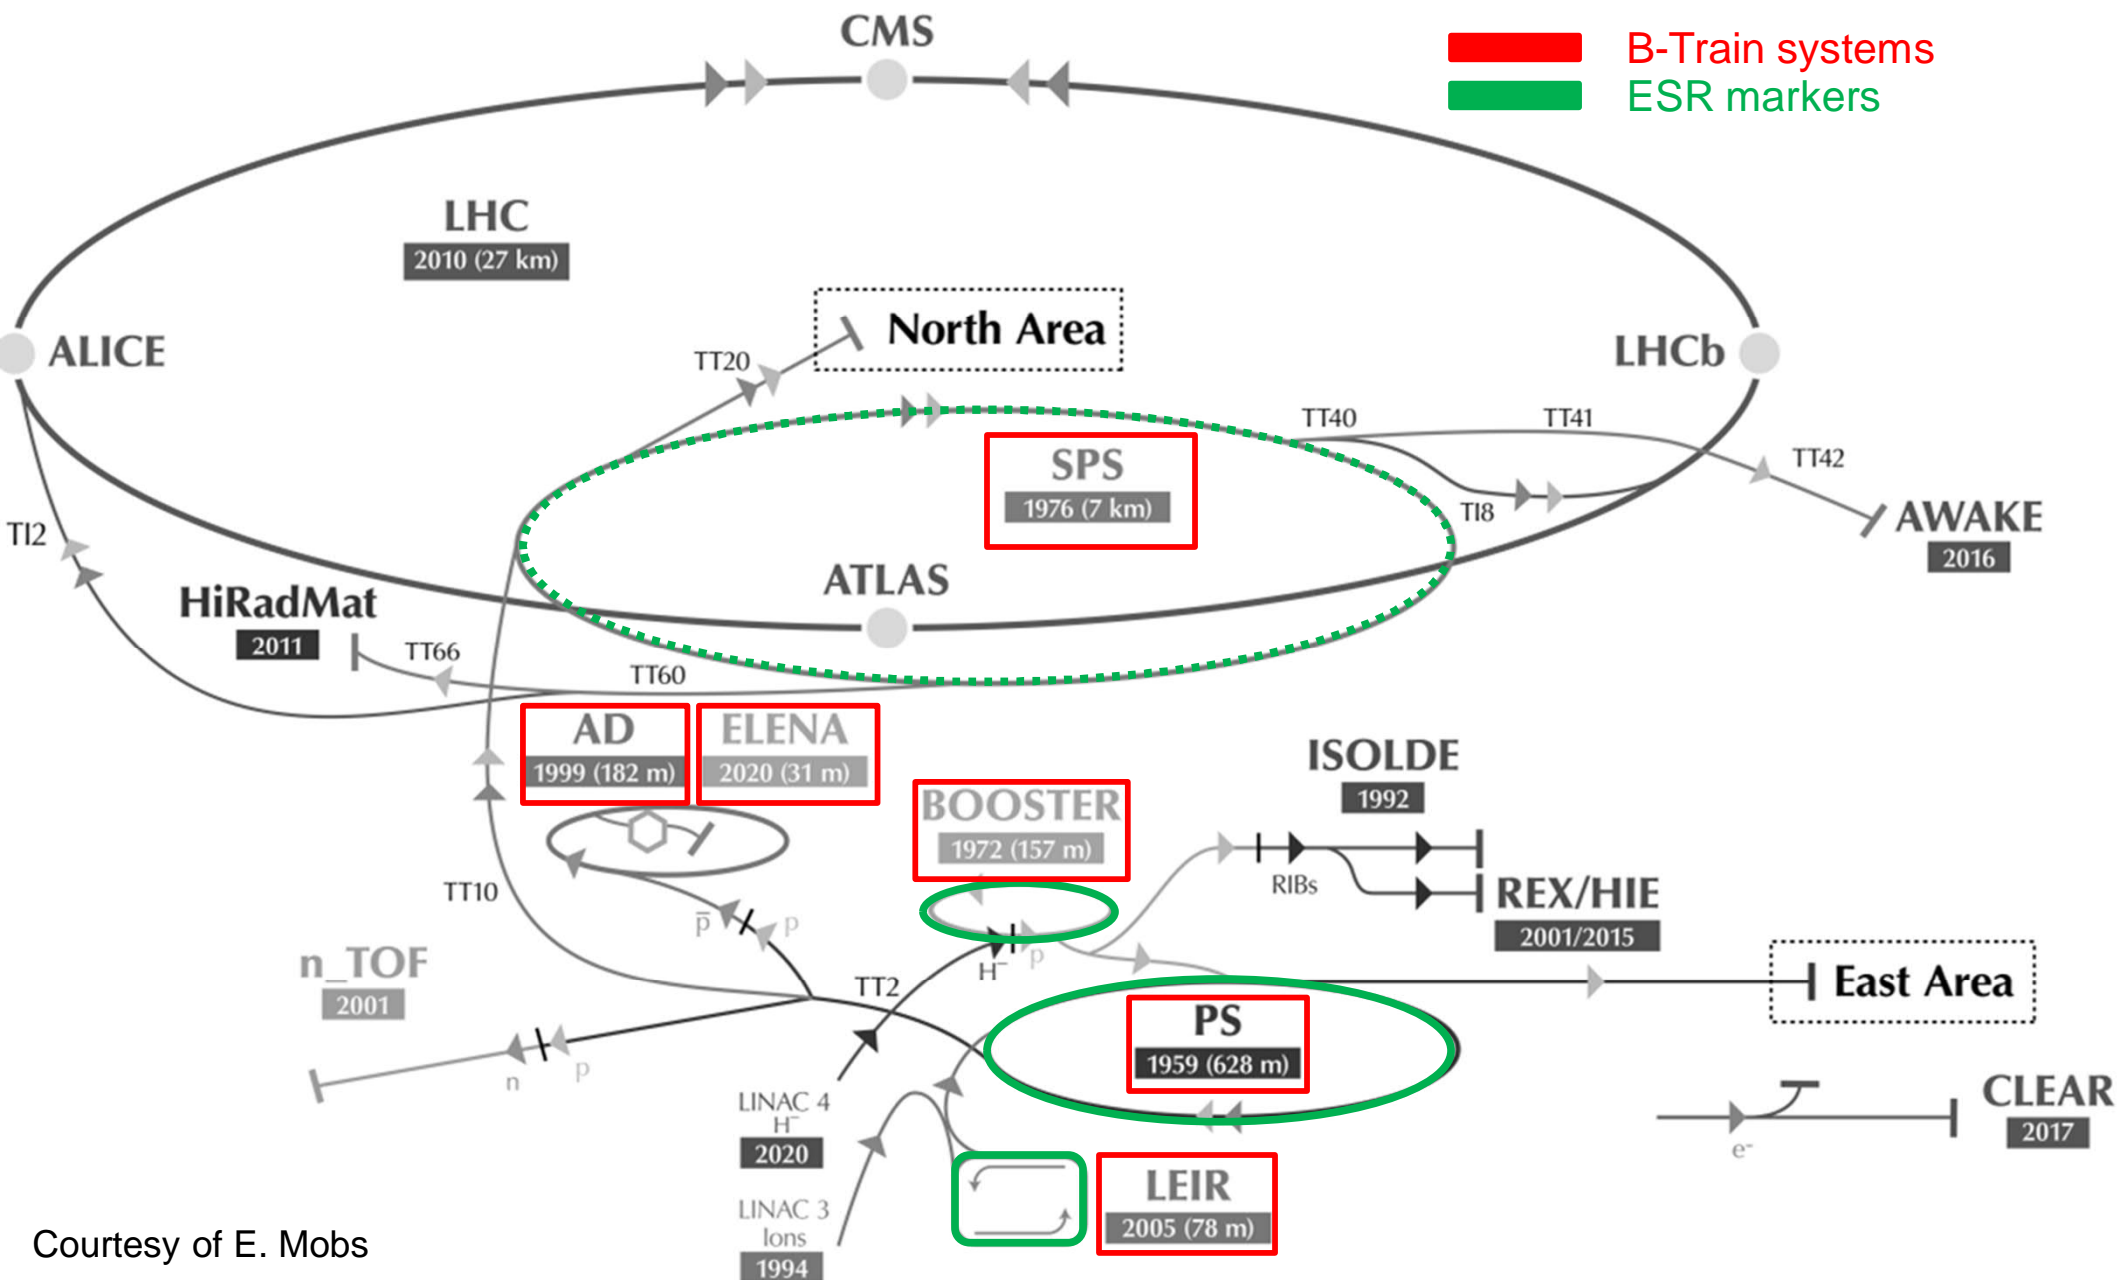 CMS
B-Train systems
ESR markers
LHC
2010 (27 km)
North Area
ALICE
TT20
LHCb
TT40
TT41
SPS
1976 (7 km)
TT42
TI8
AWAKE
2016
TI2
ATLAS
HiRadMat
2011
TT66
TT60
AD
1999 (182 m)
ELENA
2020 (31 m)
ISOLDE
1992
BOOSTER
1972 (157 m)
TT10
RIBs
REX/HIE
2001/2015
p̄
p
n_TOF
2001
H⁻
p
TT2
East Area
PS
1959 (628 m)
n
p
LINAC 4
H⁻
2020
CLEAR
2017
e⁻
LEIR
2005 (78 m)
LINAC 3
Ions
1994
Courtesy of E. Mobs